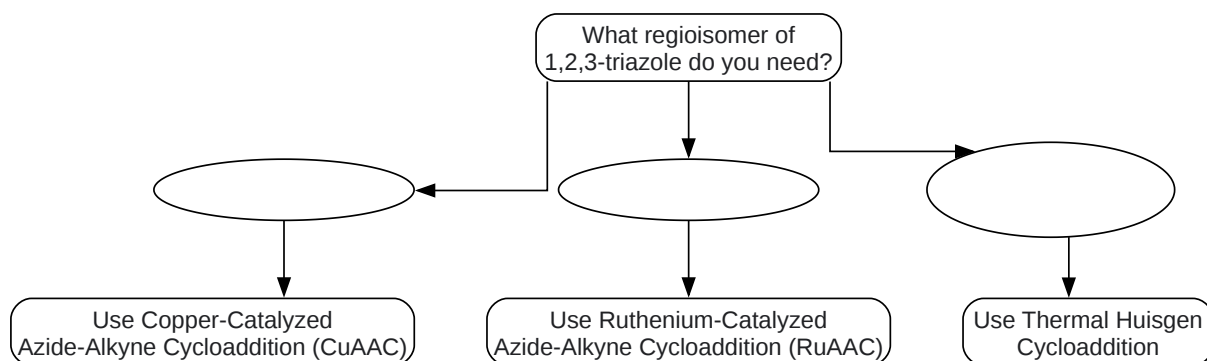 What regioisomer of
1,2,3-triazole do you need?
Use Copper-Catalyzed
Azide-Alkyne Cycloaddition (CuAAC)
Use Ruthenium-Catalyzed
Azide-Alkyne Cycloaddition (RuAAC)
Use Thermal Huisgen
Cycloaddition